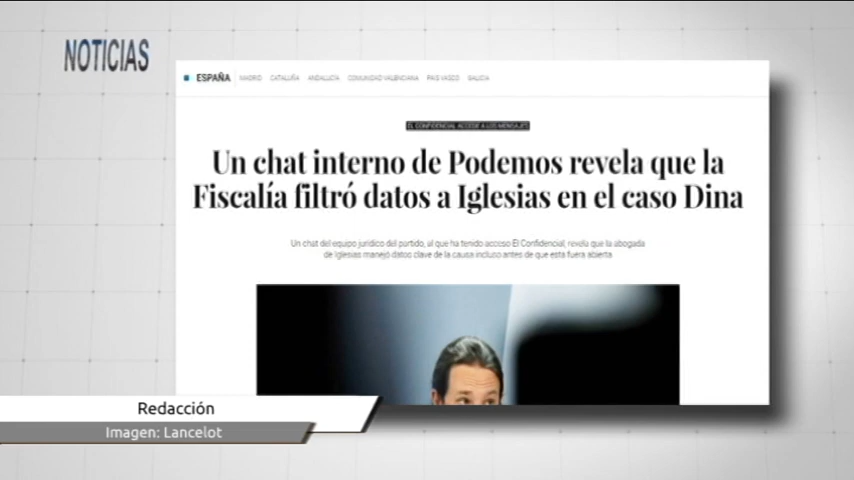 NOTICIAS
ESPAÑA MADRID CATALUÑA ANDALUCÍA COMUNIDAD VALENCIANA PAÍS VASCO GALICIA
EL CONFIDENCIAL ACCEDE A LOS MENSAJES
Un chat interno de Podemos revela que la
Fiscalía filtró datos a Iglesias en el caso Dina
Un chat del equipo jurídico del partido, al que ha tenido acceso El Confidencial, revela que la abogada
de Iglesias manejó datos clave de la causa incluso antes de que esta fuera abierta
Redacción
Imagen: Lancelot